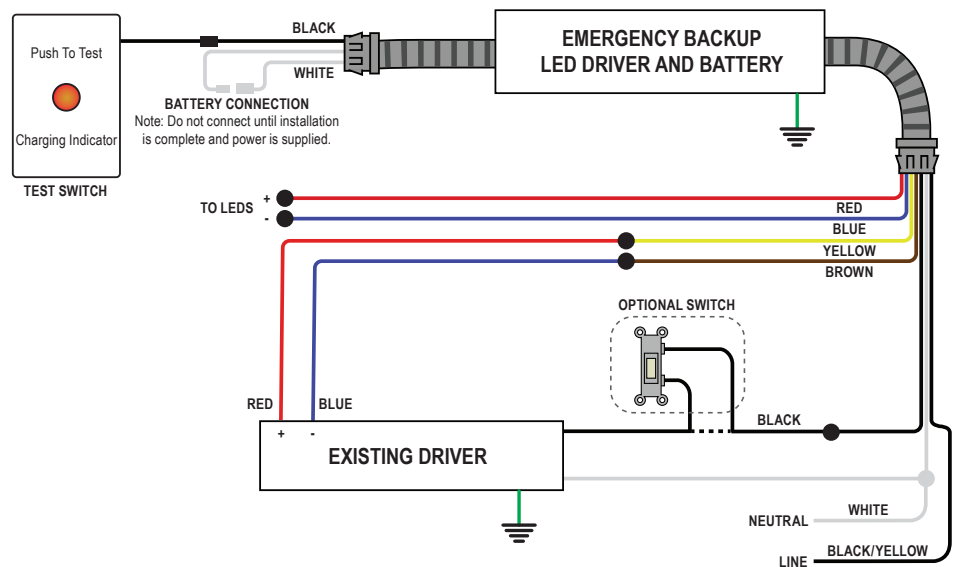 BLACK
EMERGENCY BACKUP
LED DRIVER AND BATTERY
Push To Test
WHITE
BATTERY CONNECTION
Note: Do not connect until installation
is complete and power is supplied.
Charging Indicator
TEST SWITCH
TO LEDS
+
-
RED
BLUE
YELLOW
BROWN
OPTIONAL SWITCH
RED
BLUE
BLACK
+ -
EXISTING DRIVER
NEUTRAL
WHITE
LINE
BLACK/YELLOW